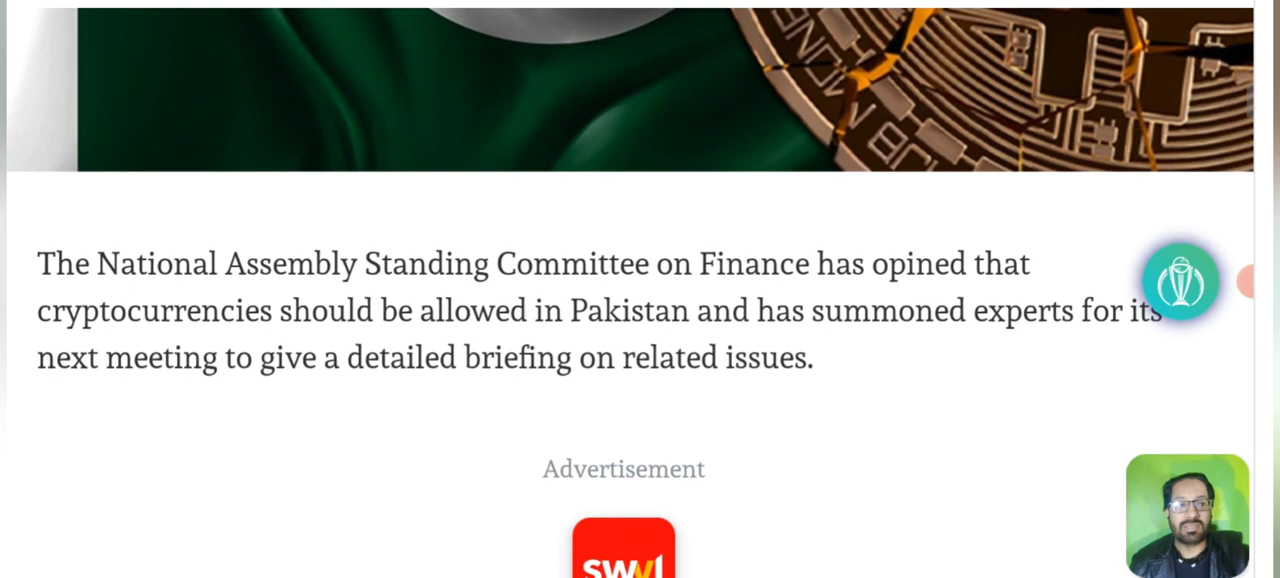 The National Assembly Standing Committee on Finance has opined that
cryptocurrencies should be allowed in Pakistan and has summoned experts for its
next meeting to give a detailed briefing on related issues.
Advertisement
swvl